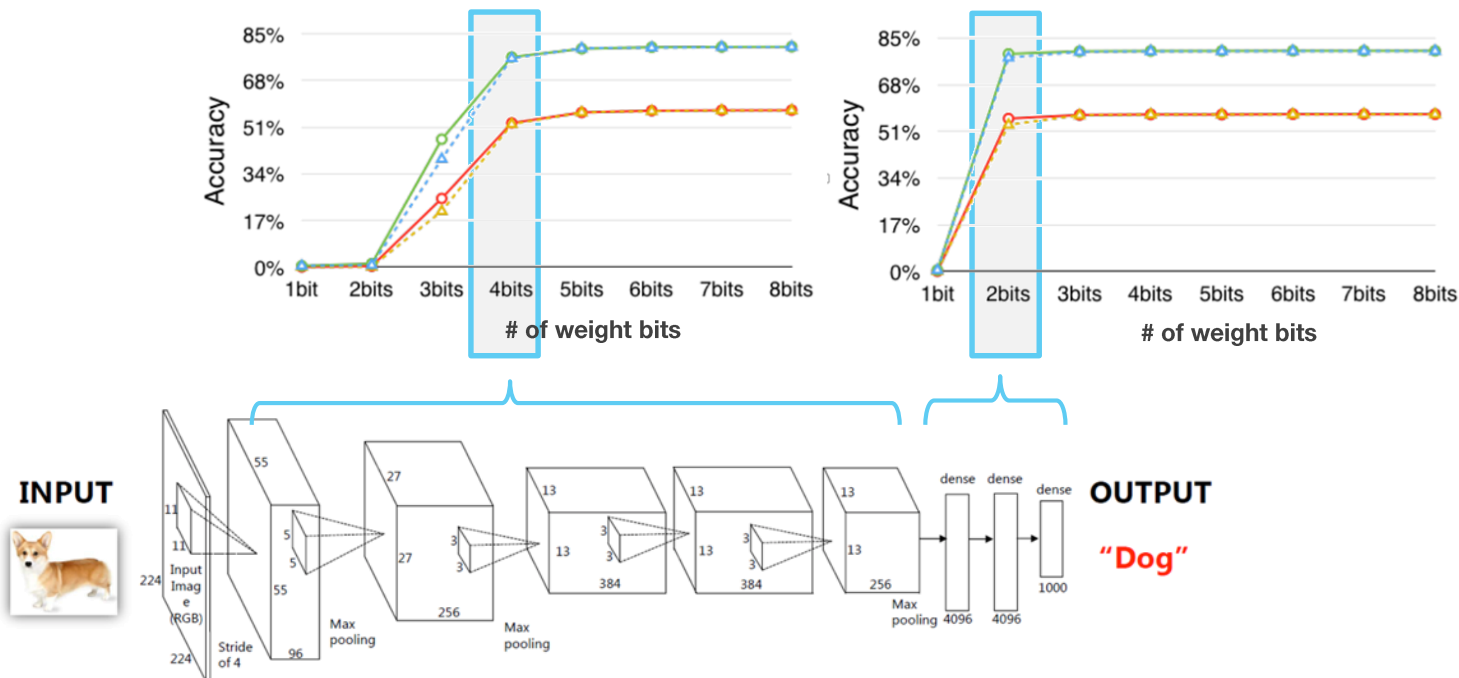 85%
68%
51%
34%
17%
0%
Accuracy
1bit 2bits 3bits 4bits 5bits 6bits 7bits 8bits
# of weight bits
85%
68%
51%
34%
17%
0%
Accuracy
1bit 2bits 3bits 4bits 5bits 6bits 7bits 8bits
# of weight bits
INPUT
224
11
11
Input
Imag
e
(RGB)
224
Stride
of 4
55
5
5
55
96
Max
pooling
27
27
3
3
256
Max
pooling
13
13
3
3
384
13
13
3
3
384
13
13
256
Max
pooling
dense
4096
dense
4096
dense
1000
OUTPUT
“Dog”